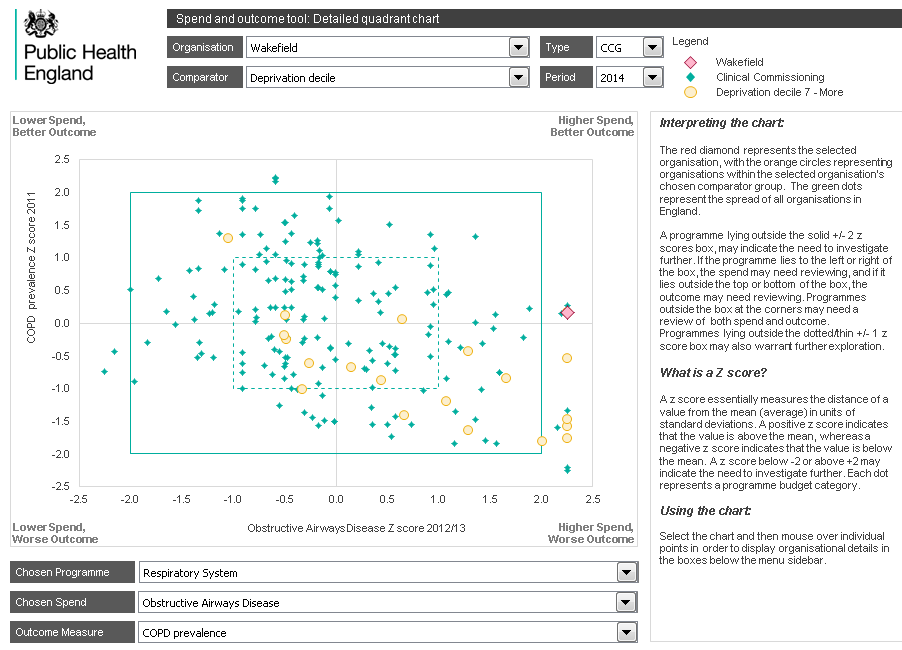 Spend and outcome tool: Detailed quadrant chart
Public Health
England
Organisation
Wakefield
Type
CCG
Legend
Comparator
Deprivation decile
Period
2014
Wakefield
Clinical Commissioning
Deprivation decile 7 - More
Lower Spend,
Better Outcome
Higher Spend,
Better Outcome
COPD prevalence Z score 2011
2.5
2.0
1.5
1.0
0.5
0.0
-0.5
-1.0
-1.5
-2.0
-2.5
-2.5
-2.0
-1.5
-1.0
-0.5
0.0
0.5
1.0
1.5
2.0
2.5
Lower Spend,
Worse Outcome
Obstructive Airways Disease Z score 2012/13
Higher Spend,
Worse Outcome
Interpreting the chart:
The red diamond represents the selected
organisation, with the orange circles representing
organisations within the selected organisation's
chosen comparator group. The green dots
represent the spread of all organisations in
England.
A programme lying outside the solid +/- 2 z
scores box, may indicate the need to investigate
further. If the programme lies to the left or right of
the box, the spend may need reviewing, and if it
lies outside the top or bottom of the box, the
outcome may need reviewing. Programmes
outside the box at the corners may need a
review of both spend and outcome.
Programmes lying outside the dotted/thin +/- 1 z
score box may also warrant further exploration.
What is a Z score?
A z score essentially measures the distance of a
value from the mean (average) in units of
standard deviations. A positive z score indicates
that the value is above the mean, whereas a
negative z score indicates that the value is below
the mean. A z score below -2 or above +2 may
indicate the need to investigate further. Each dot
represents a programme budget category.
Using the chart:
Select the chart and then mouse over individual
points in order to display organisational details in
the boxes below the menu sidebar.
Chosen Programme
Respiratory System
Chosen Spend
Obstructive Airways Disease
Outcome Measure
COPD prevalence